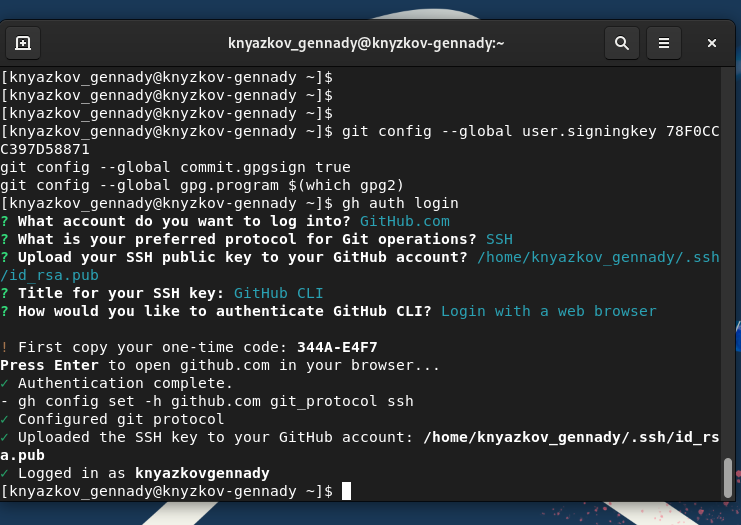 knyazkov_gennady@knyzkov-gennady:~
[knyazkov_gennady@knyzkov-gennady ~]$
[knyazkov_gennady@knyzkov-gennady ~]$
[knyazkov_gennady@knyzkov-gennady ~]$
[knyazkov_gennady@knyzkov-gennady ~]$ git config --global user.signingkey 78F0CC
C397D58871
git config --global commit.gpgsign true
git config --global gpg.program $(which gpg2)
[knyazkov_gennady@knyzkov-gennady ~]$ gh auth login
? What account do you want to log into? GitHub.com
? What is your preferred protocol for Git operations? SSH
? Upload your SSH public key to your GitHub account? /home/knyazkov_gennady/.ssh
/id_rsa.pub
? Title for your SSH key: GitHub CLI
? How would you like to authenticate GitHub CLI? Login with a web browser
! First copy your one-time code: 344A-E4F7
Press Enter to open github.com in your browser...
✓ Authentication complete.
- gh config set -h github.com git_protocol ssh
✓ Configured git protocol
✓ Uploaded the SSH key to your GitHub account: /home/knyazkov_gennady/.ssh/id_rs
a.pub
✓ Logged in as knyazkovgennady
[knyazkov_gennady@knyzkov-gennady ~]$